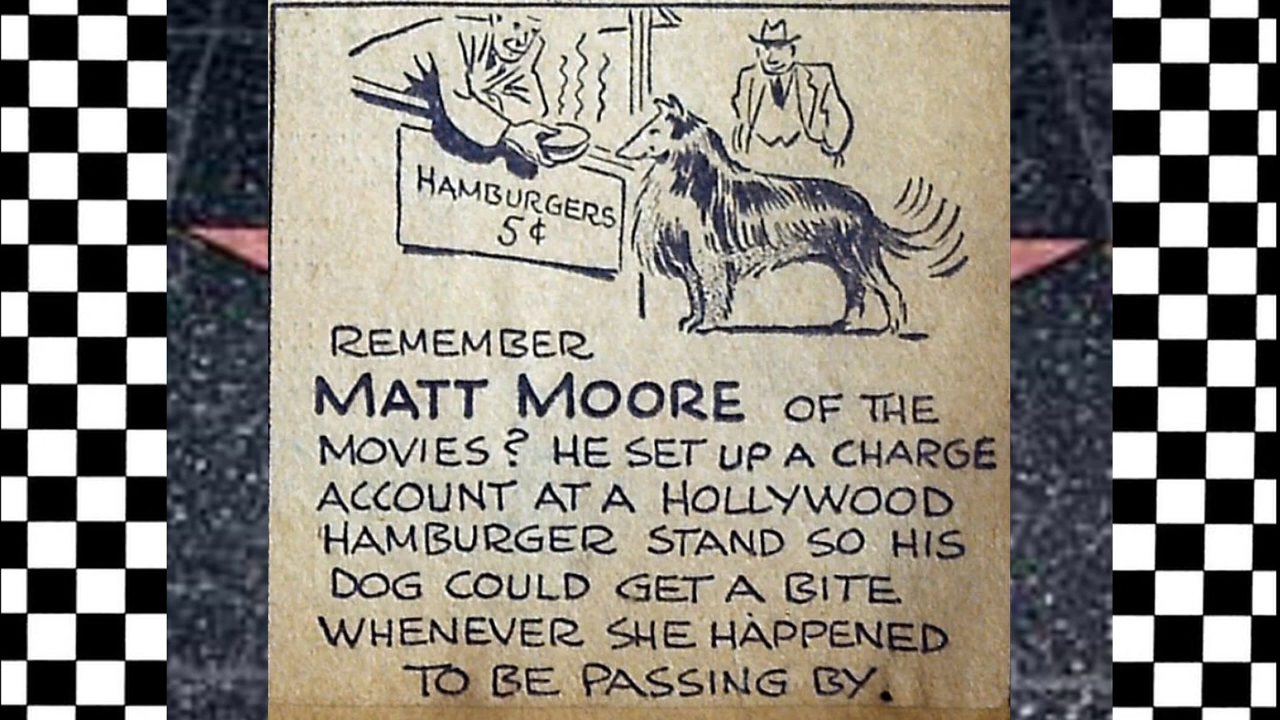 HAMBURGERS
5¢
REMEMBER
MATT MOORE OF THE
MOVIES? HE SET UP A CHARGE
ACCOUNT AT A HOLLYWOOD
HAMBURGER STAND SO HIS
DOG COULD GET A BITE
WHENEVER SHE HAPPENED
TO BE PASSING BY.